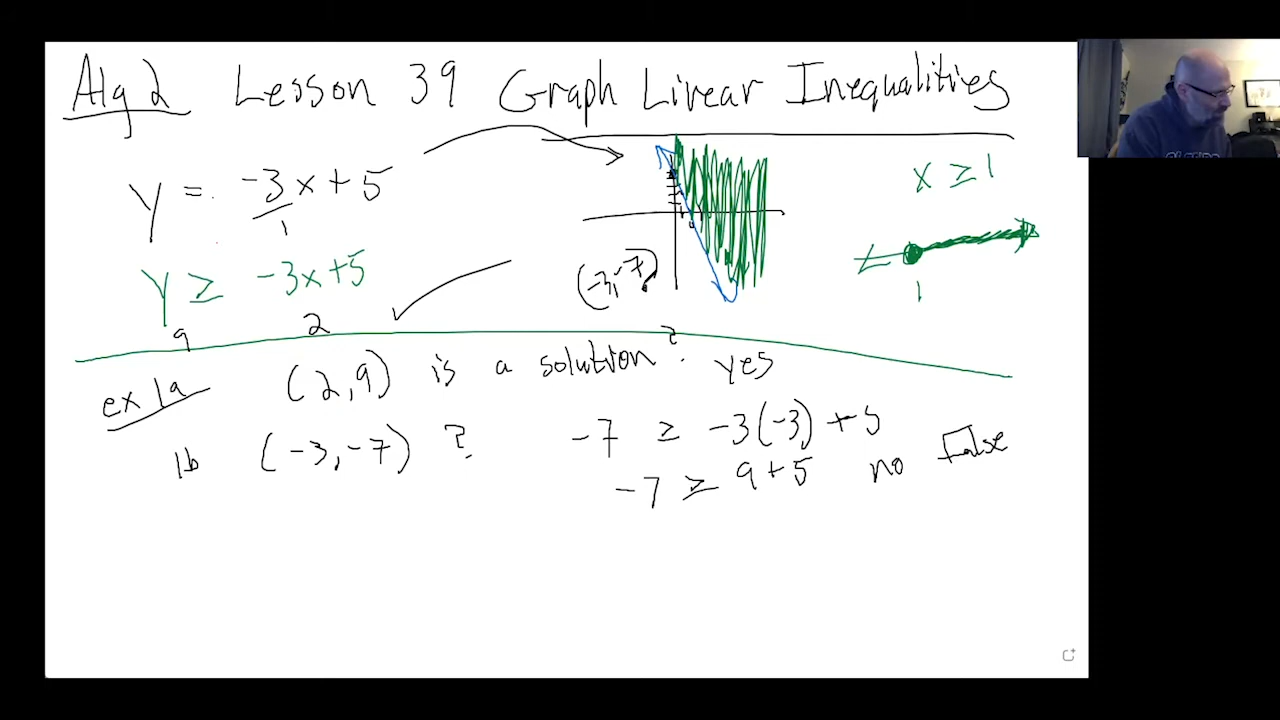 Alg 2 Lesson 39 Graph Linear Inequalities
y = -3x + 5
1
x ≥ 1
y ≥ -3x+5
(-3,-7)
1
9 2
ex 1a (2,9) is a solution? yes
1b (-3,-7) ? -7 ≥ -3(-3) + 5
-7 ≥ 9+5 no False